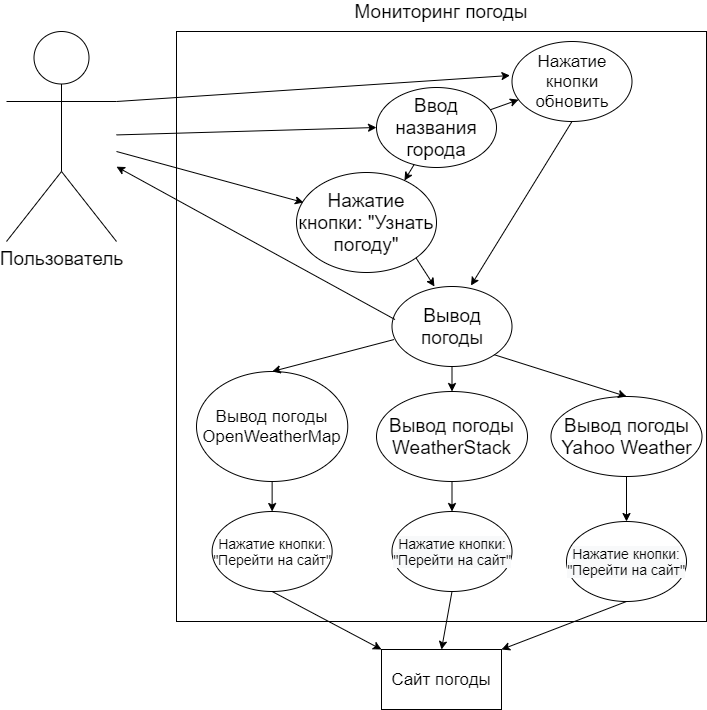 Мониторинг погоды
Нажатие
кнопки
обновить
Ввод
названия
города
Нажатие
кнопки: "Узнать
погоду"
Пользователь
Вывод
погоды
Вывод погоды
OpenWeatherMap
Вывод погоды
WeatherStack
Вывод погоды
Yahoo Weather
Нажатие кнопки:
"Перейти на сайт"
Нажатие кнопки:
"Перейти на сайт"
Нажатие кнопки:
"Перейти на сайт"
Сайт погоды